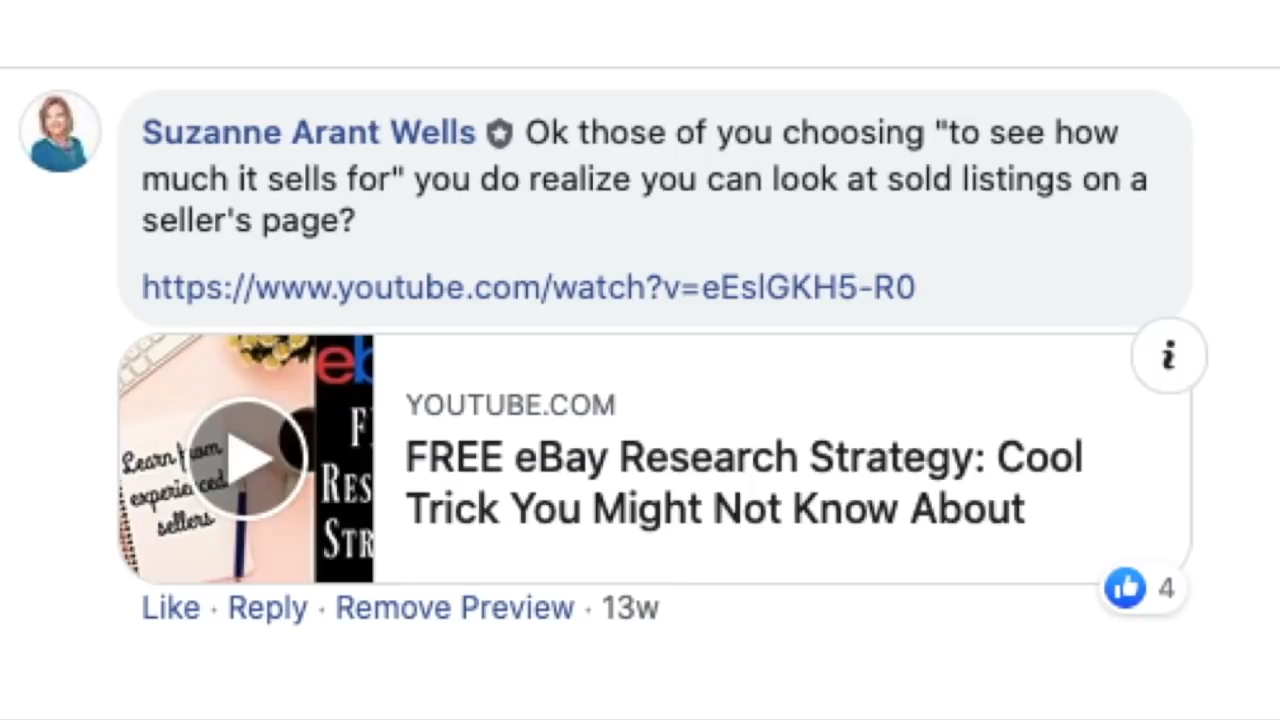 Suzanne Arant Wells Ok those of you choosing "to see how
much it sells for" you do realize you can look at sold listings on a
seller's page?
https://www.youtube.com/watch?v=eEslGKH5-R0
i
eb
Learn from
experienced
sellers
F
RES
STR
YOUTUBE.COM
FREE eBay Research Strategy: Cool
Trick You Might Not Know About
4
Like · Reply · Remove Preview · 13w